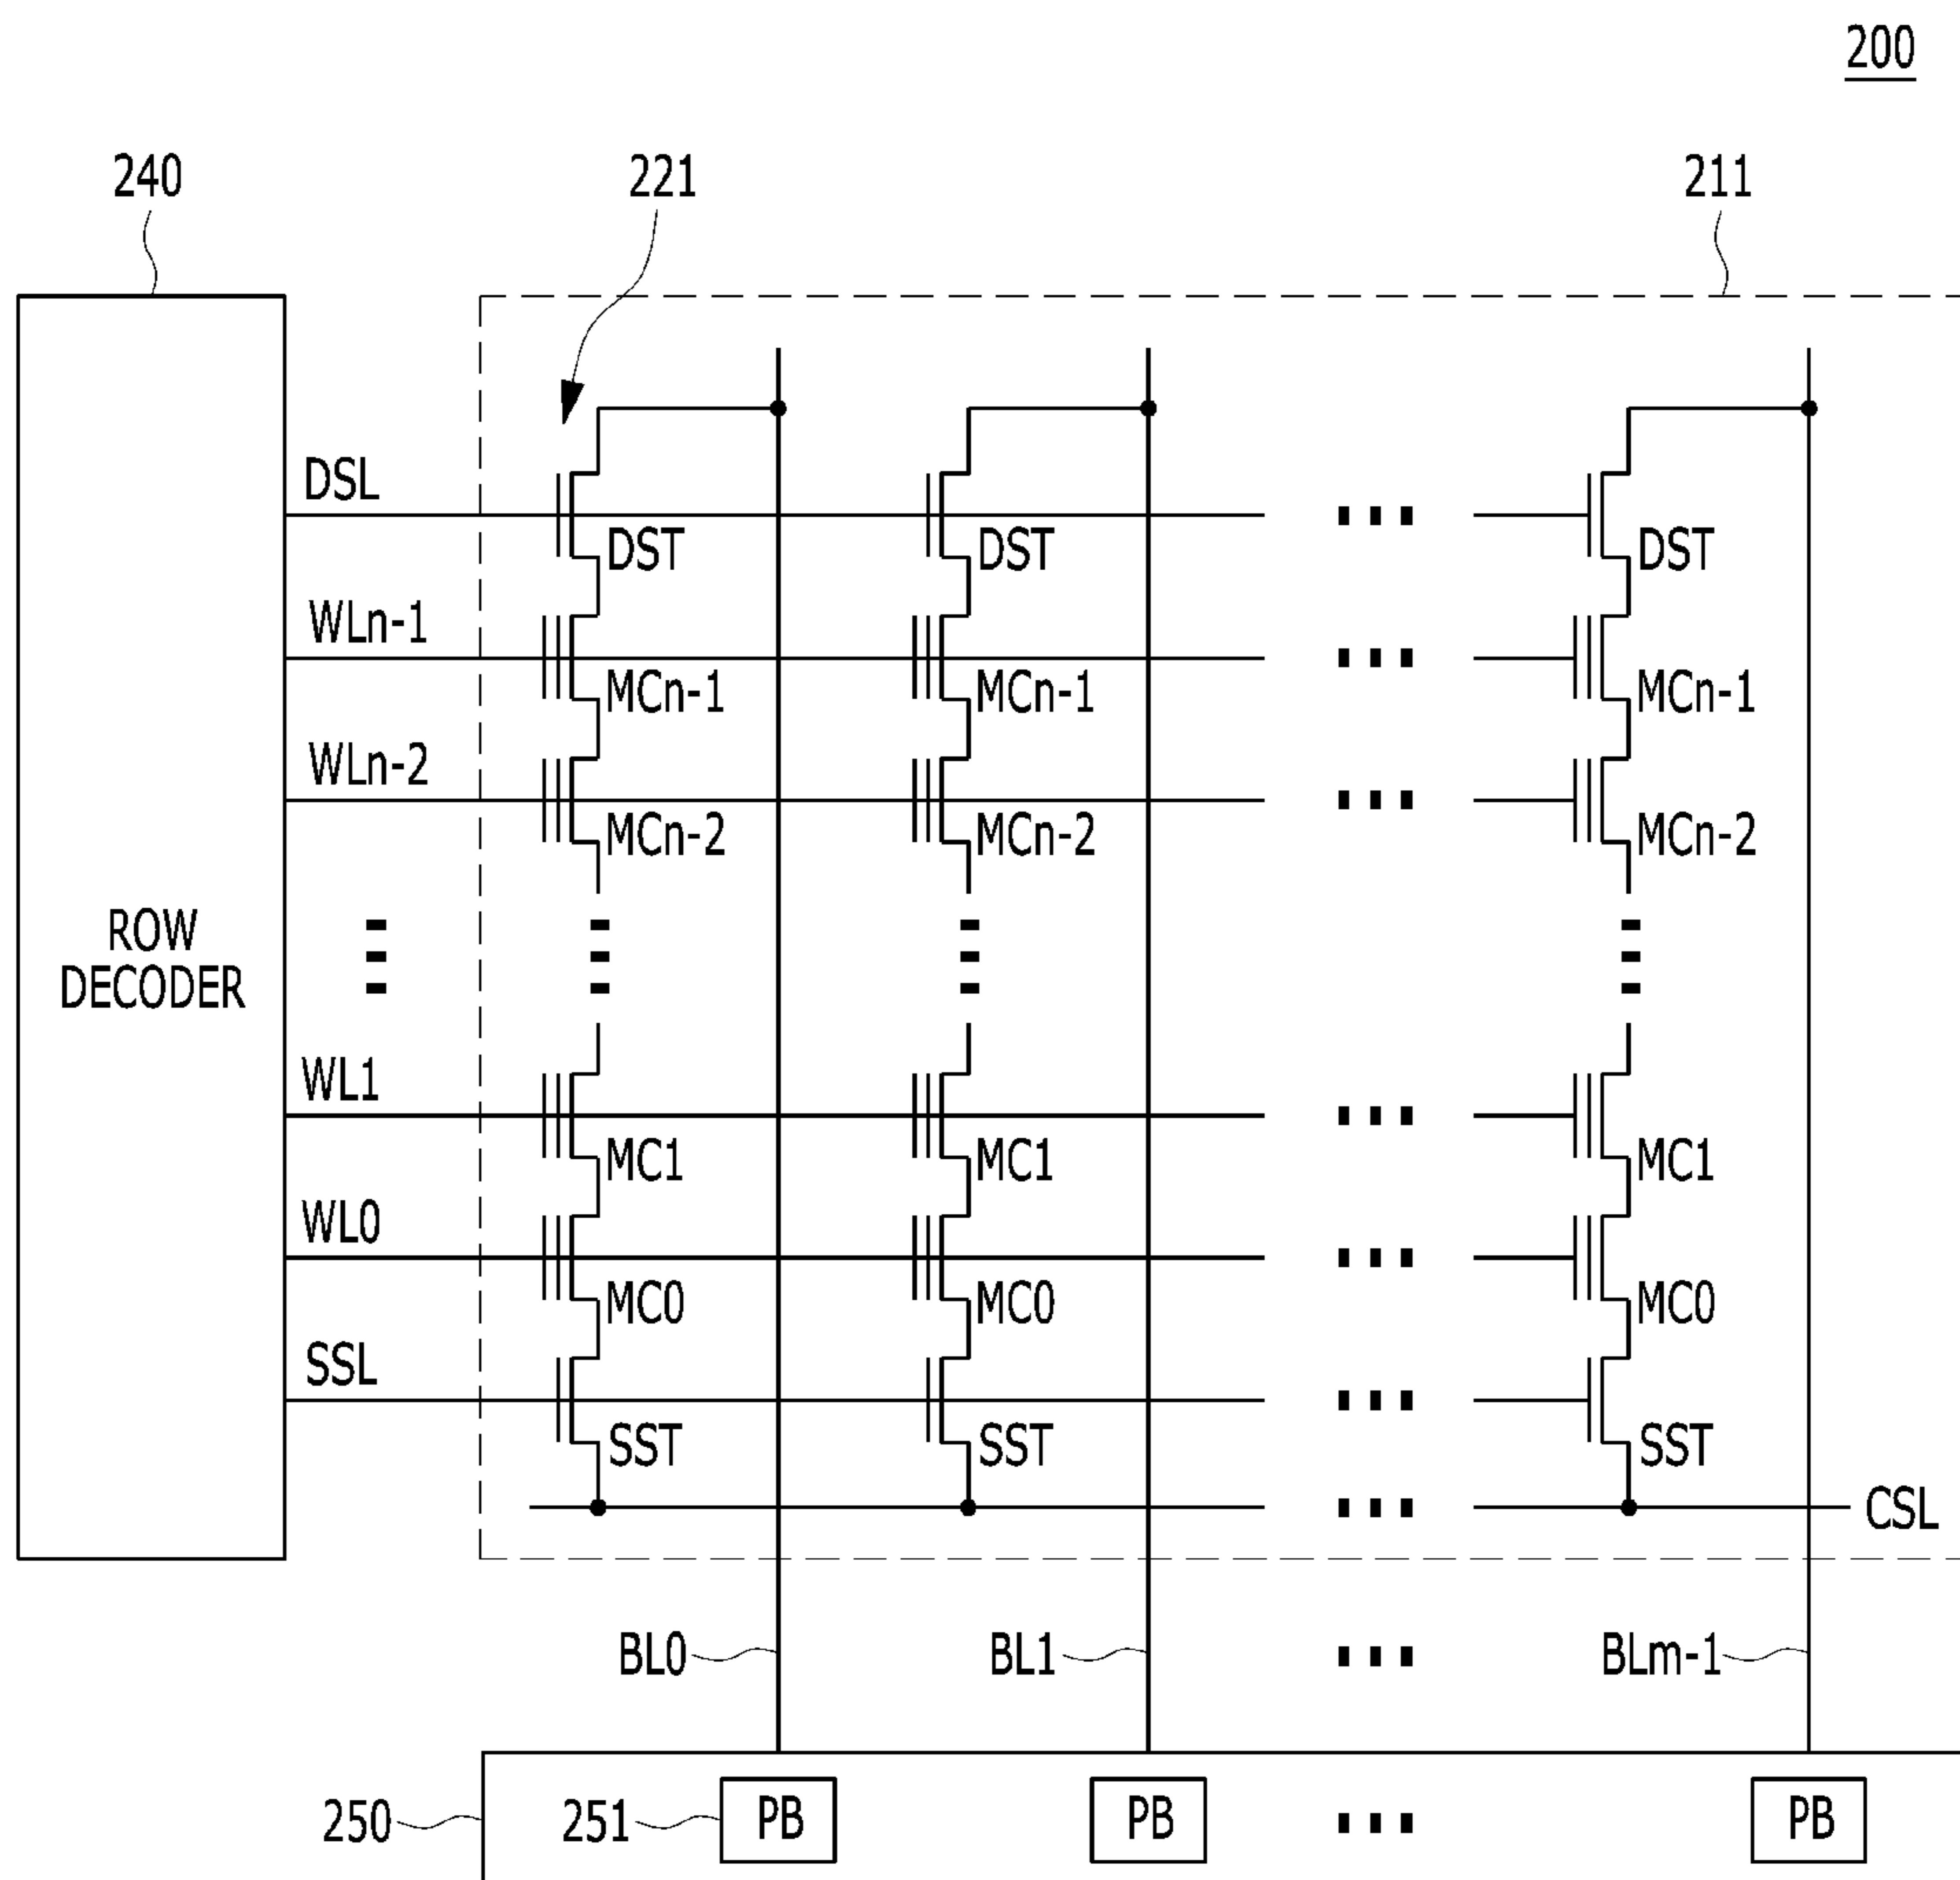 200
240
221
211
DSL
DST
DST
DST
WLn-1
MCn-1
MCn-1
MCn-1
WLn-2
MCn-2
MCn-2
MCn-2
ROW
DECODER
WL1
MC1
MC1
MC1
WL0
MC0
MC0
MC0
SSL
SST
SST
SST
CSL
BL0
BL1
BLm-1
250
251
PB
PB
PB